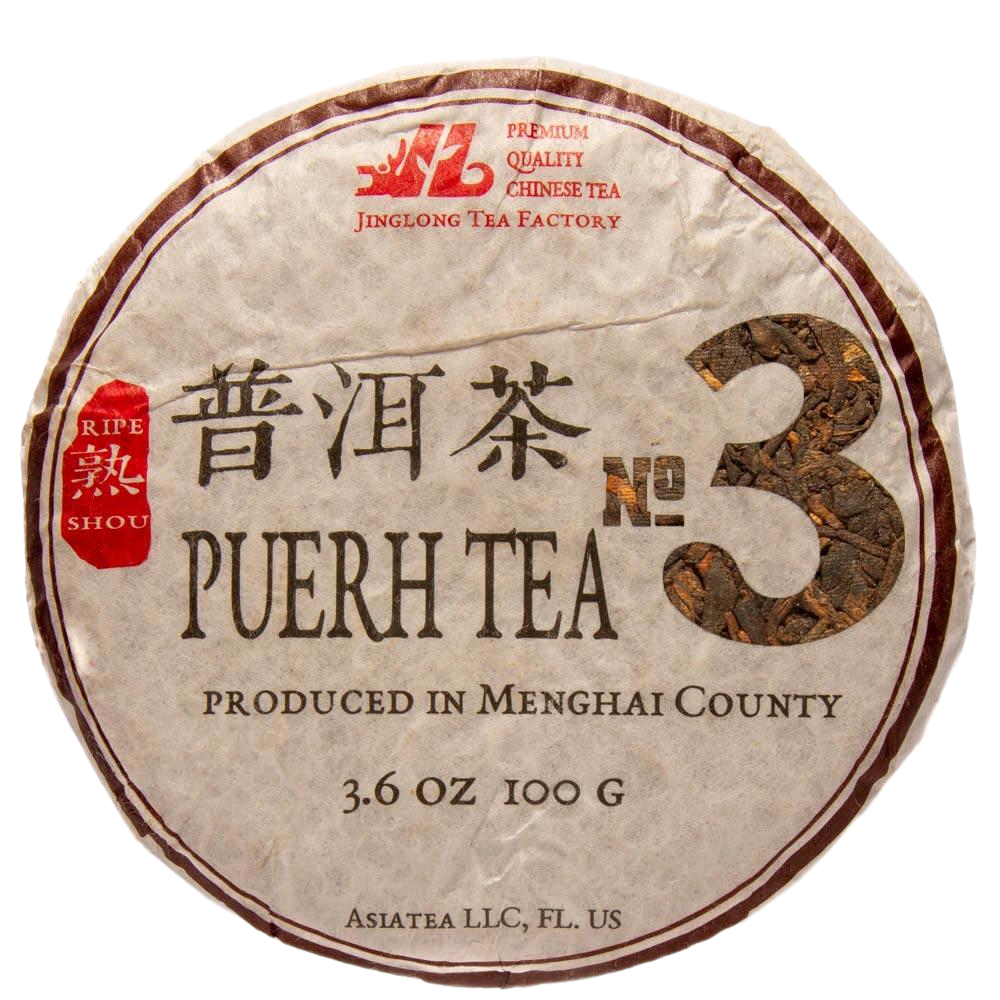 PREMIUM
QUALITY
CHINESE TEA
JINGLONG TEA FACTORY
RIPE
熟
SHOU
普洱茶
Nº 3
PUERH TEA
PRODUCED IN MENGHAI COUNTY
3.6 OZ 100 G
ASIATEA LLC, FL. US